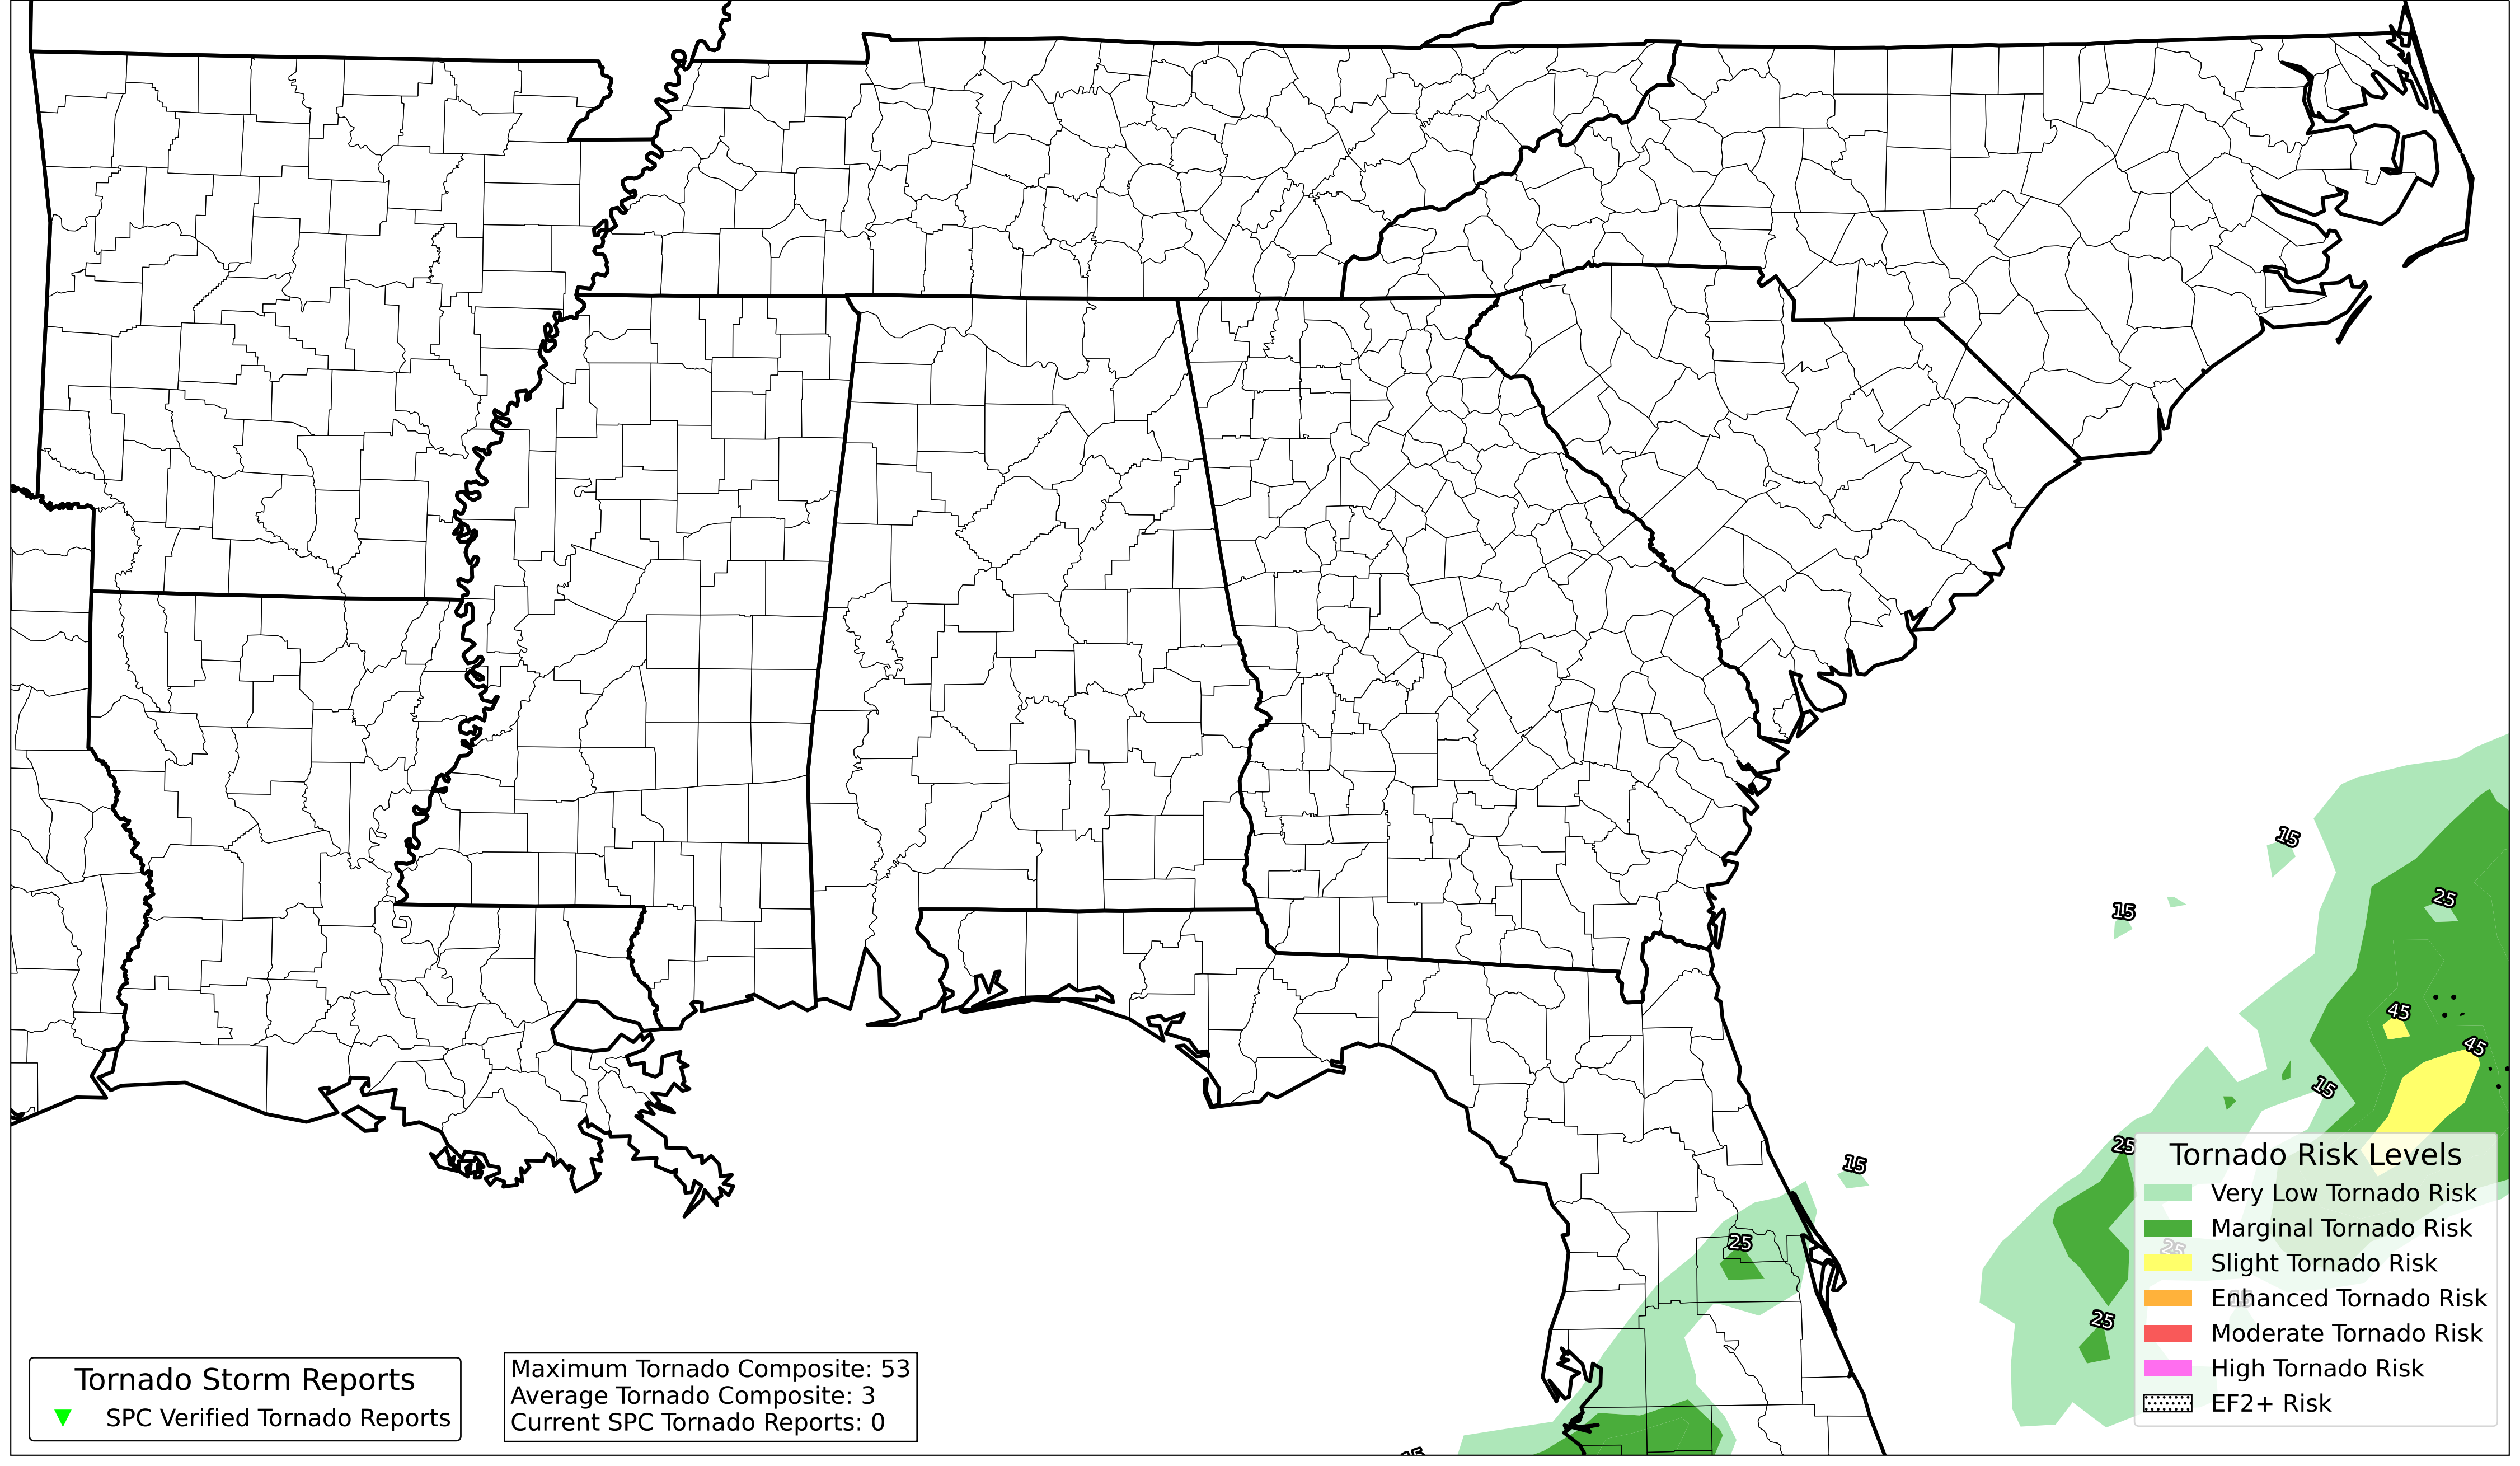 15
15
25
45
45
15
25
15
25
25
15
Tornado Risk Levels
Very Low Tornado Risk
Marginal Tornado Risk
Slight Tornado Risk
Enhanced Tornado Risk
Moderate Tornado Risk
High Tornado Risk
EF2+ Risk
25
Tornado Storm Reports
SPC Verified Tornado Reports
Maximum Tornado Composite: 53
Average Tornado Composite: 3
Current SPC Tornado Reports: 0